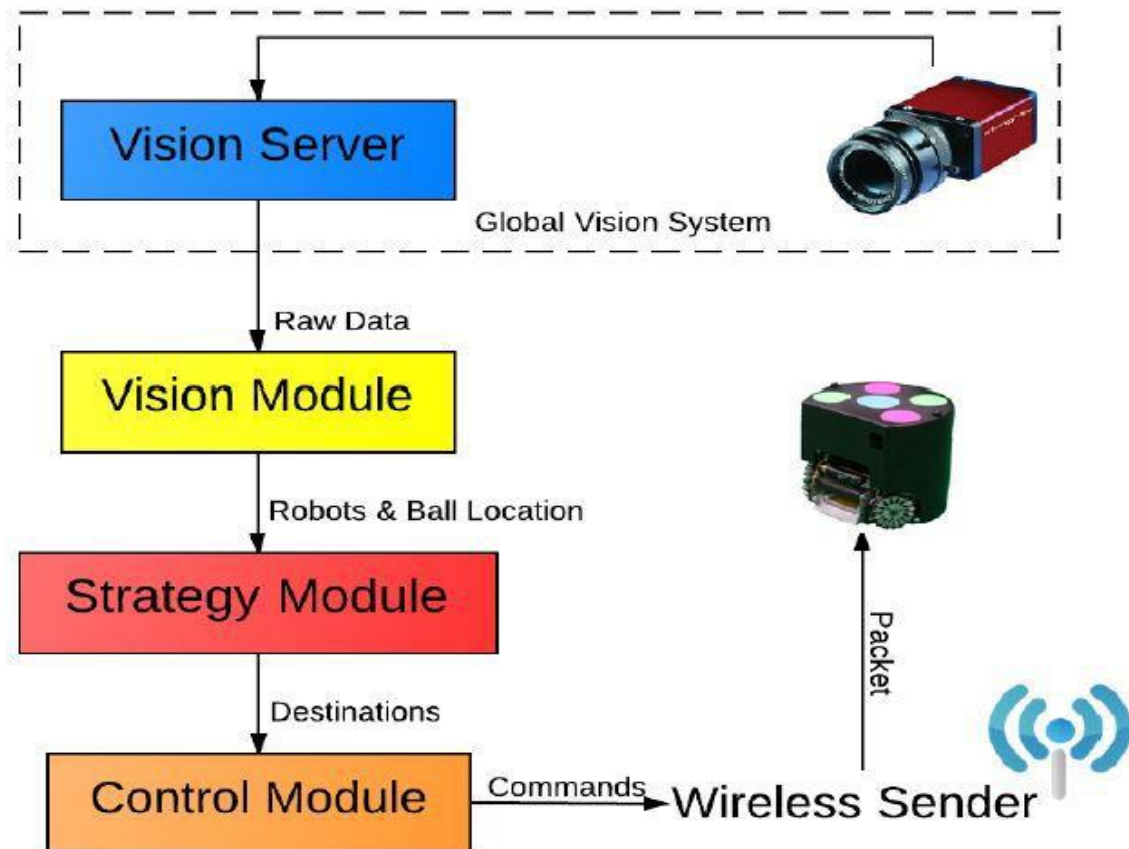 Vision Server
Global Vision System
Raw Data
Vision Module
Robots & Ball Location
Strategy Module
Destinations
Control Module
Commands
Wireless Sender
Packet